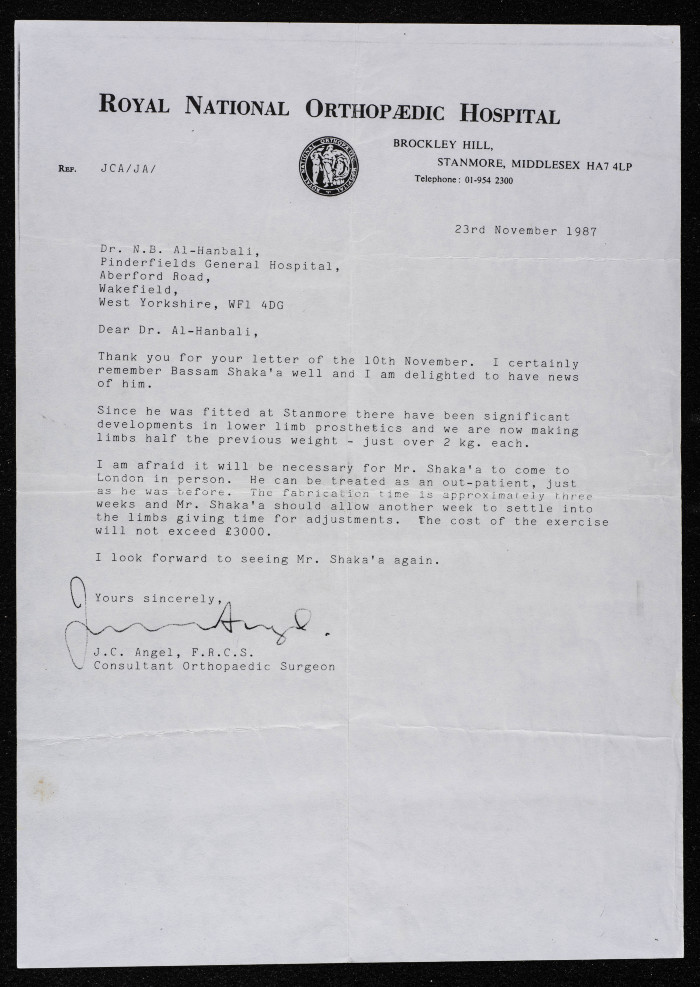 ROYAL NATIONAL ORTHOPÆDIC HOSPITAL
BROCKLEY HILL,
STANMORE, MIDDLESEX HA7 4LP
Telephone: 01-954 2300
REF. JCA/JA/
ROYAL NATIONAL ORTHOPÆDIC HOSPITAL
23rd November 1987
Dr. N.B. Al-Hanbali,
Pinderfields General Hospital,
Aberford Road,
Wakefield,
West Yorkshire, WF1 4DG
Dear Dr. Al-Hanbali,
Thank you for your letter of the 10th November. I certainly
remember Bassam Shaka'a well and I am delighted to have news
of him.
Since he was fitted at Stanmore there have been significant
developments in lower limb prosthetics and we are now making
limbs half the previous weight - just over 2 kg. each.
I am afraid it will be necessary for Mr. Shaka'a to come to
London in person. He can be treated as an out-patient, just
as he was before. The fabrication time is approximately three
weeks and Mr. Shaka'a should allow another week to settle into
the limbs giving time for adjustments. The cost of the exercise
will not exceed £3000.
I look forward to seeing Mr. Shaka'a again.
Yours sincerely,
J.C. Angel, F.R.C.S.
Consultant Orthopaedic Surgeon